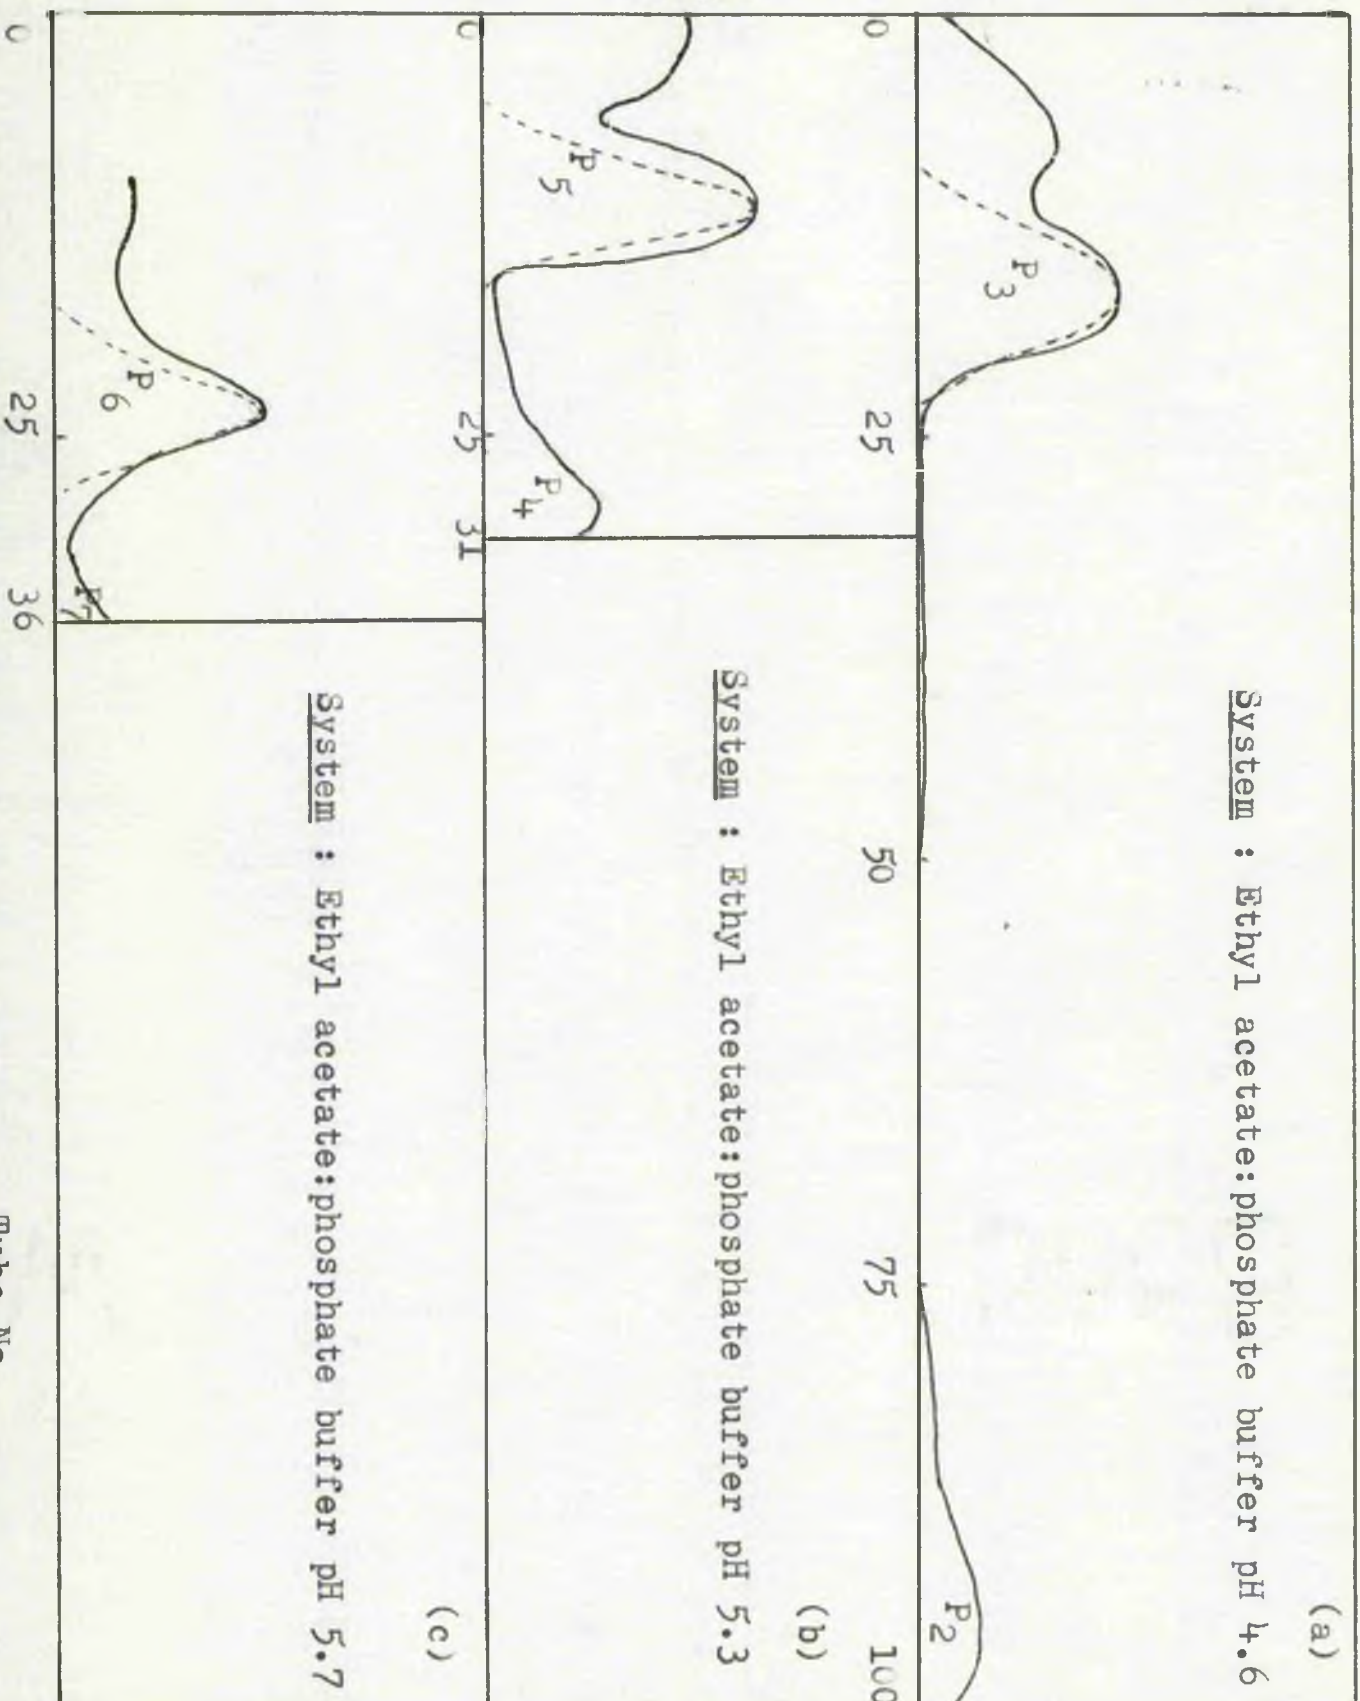 (a)
System : Ethyl acetate:phosphate buffer pH 4.6
P3
P2
0 25 50 75 100
(b)
System : Ethyl acetate:phosphate buffer pH 5.3
P5
P4
0 25 31
(c)
System : Ethyl acetate:phosphate buffer pH 5.7
P6
P7
0 25 36